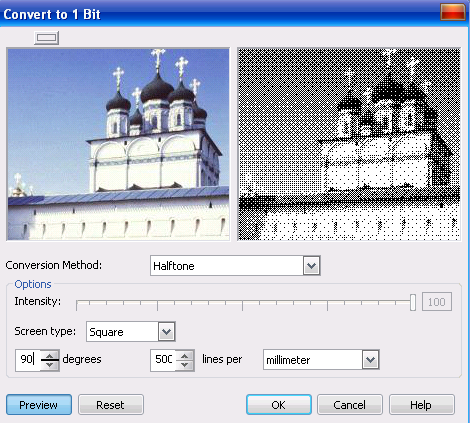 Convert to 1 Bit
Conversion Method: Halftone
Options
Intensity: 100
Screen type: Square
90 degrees 500 lines per millimeter
Preview Reset OK Cancel Help